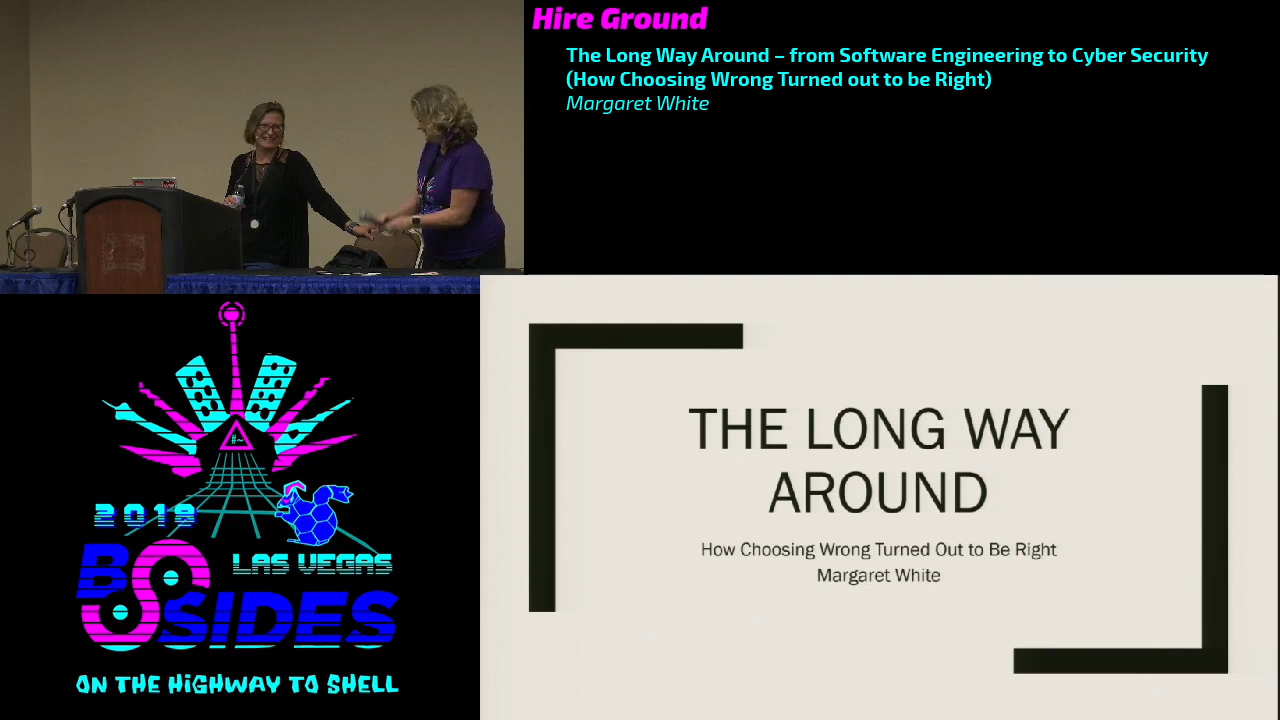 Hire Ground
The Long Way Around – from Software Engineering to Cyber Security
(How Choosing Wrong Turned out to be Right)
Margaret White
#~
2018
BSIDES
LAS VEGAS
ON THE HiGHWAY TO SHELL
THE LONG WAY
AROUND
How Choosing Wrong Turned Out to Be Right
Margaret White